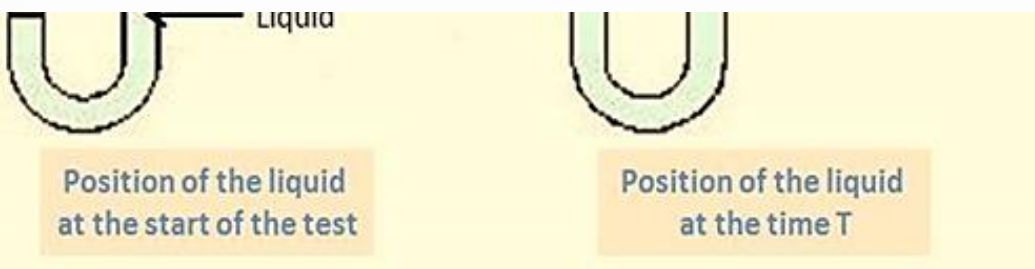 Liquid
Position of the liquid
at the start of the test
Position of the liquid
at the time T